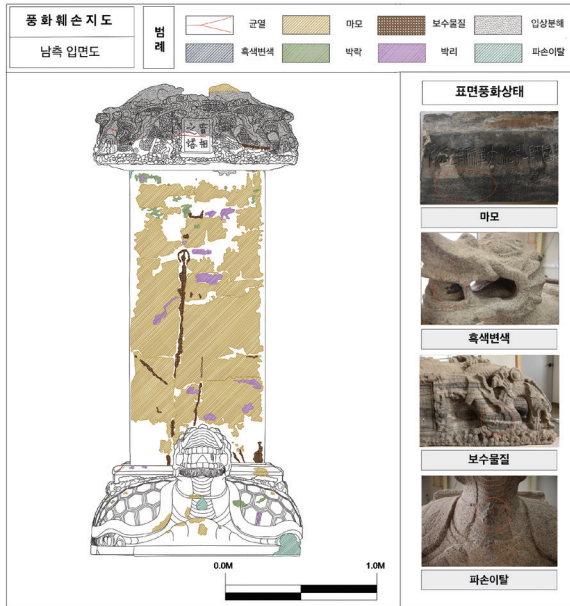 풍화훼손지도
남측 입면도
범례
균열
마모
보수물질
입상분해
흑색변색
박락
박리
파손이탈
표면풍화상태
마모
흑색변색
보수물질
파손이탈
0.0M
1.0M